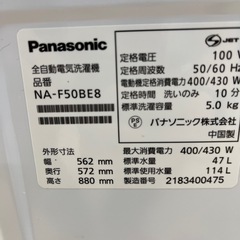 Panasonic
全自動電気洗濯機
NA-F50BE8
外形寸法
幅 562 mm
奥行 572 mm
高さ 880 mm
JET
定格電圧 100 V
定格周波数 50/60 Hz
電動機定格消費電力 400/430 W
定格時間 洗いのみ 10分
標準洗濯 5.0 k
PS E
パナソニック株式会
中国製
最大消費電力 400/430 W
標準水量 47 L
標準使用水量 114 L
製造番号 2183400475